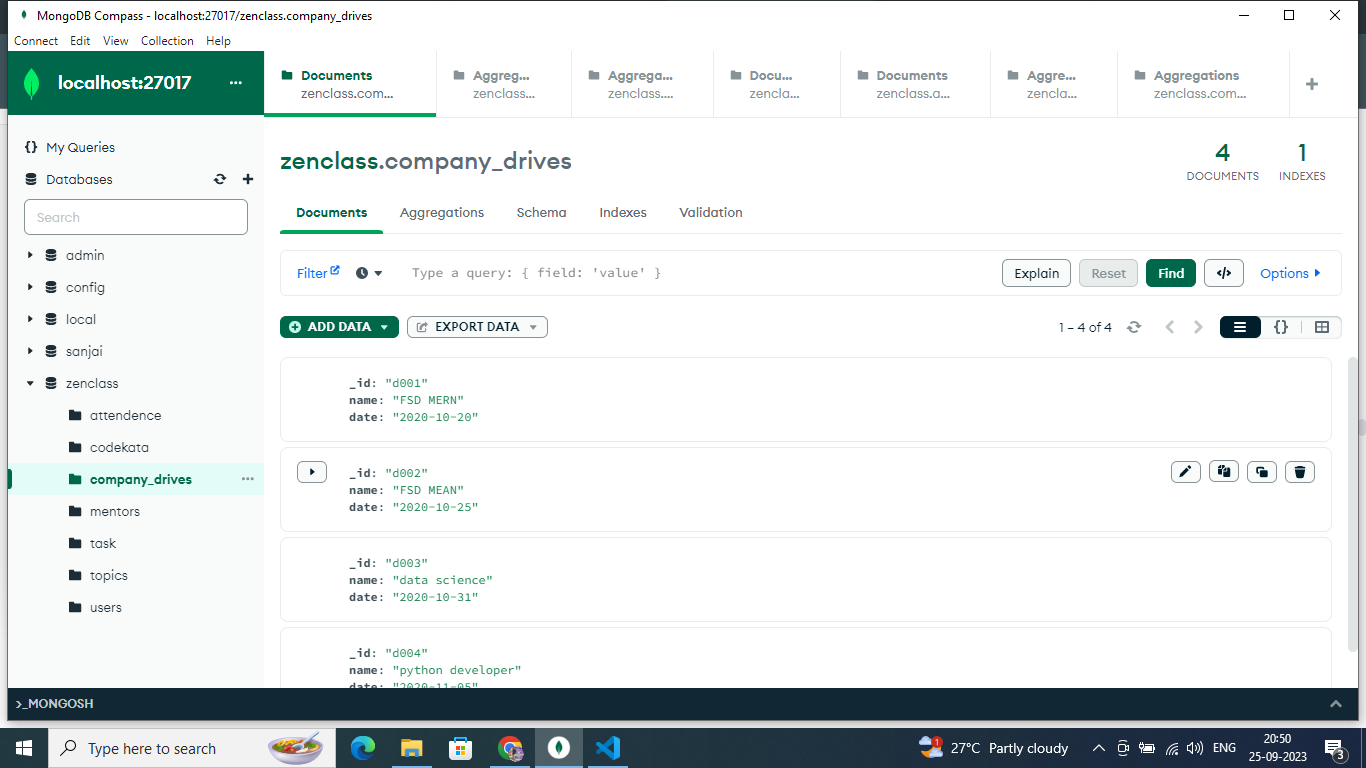 MongoDB Compass - localhost:27017/zenclass.company_drives
Connect Edit View Collection Help
localhost:27017 ...
Documents
zenclass.com...
Aggreg...
zenclass...
Aggrega...
zenclass....
Docu...
zencla...
Documents
zenclass.a...
Aggre...
zencla...
Aggregations
zenclass.com...
{} My Queries
Databases
Search
admin
config
local
sanjai
zenclass
attendence
codekata
company_drives ...
mentors
task
topics
users
zenclass.company_drives
4
DOCUMENTS
1
INDEXES
Documents Aggregations Schema Indexes Validation
Filter Type a query: { field: 'value' } Explain Reset Find </> Options
ADD DATA EXPORT DATA 1 – 4 of 4 {}
_id: "d001"
name: "FSD MERN"
date: "2020-10-20"
_id: "d002"
name: "FSD MEAN"
date: "2020-10-25"
_id: "d003"
name: "data science"
date: "2020-10-31"
_id: "d004"
name: "python developer"
date: "2020-11-05"
>_MONGOSH
Type here to search
1
27°C Partly cloudy
ENG
20:50
25-09-2023
3